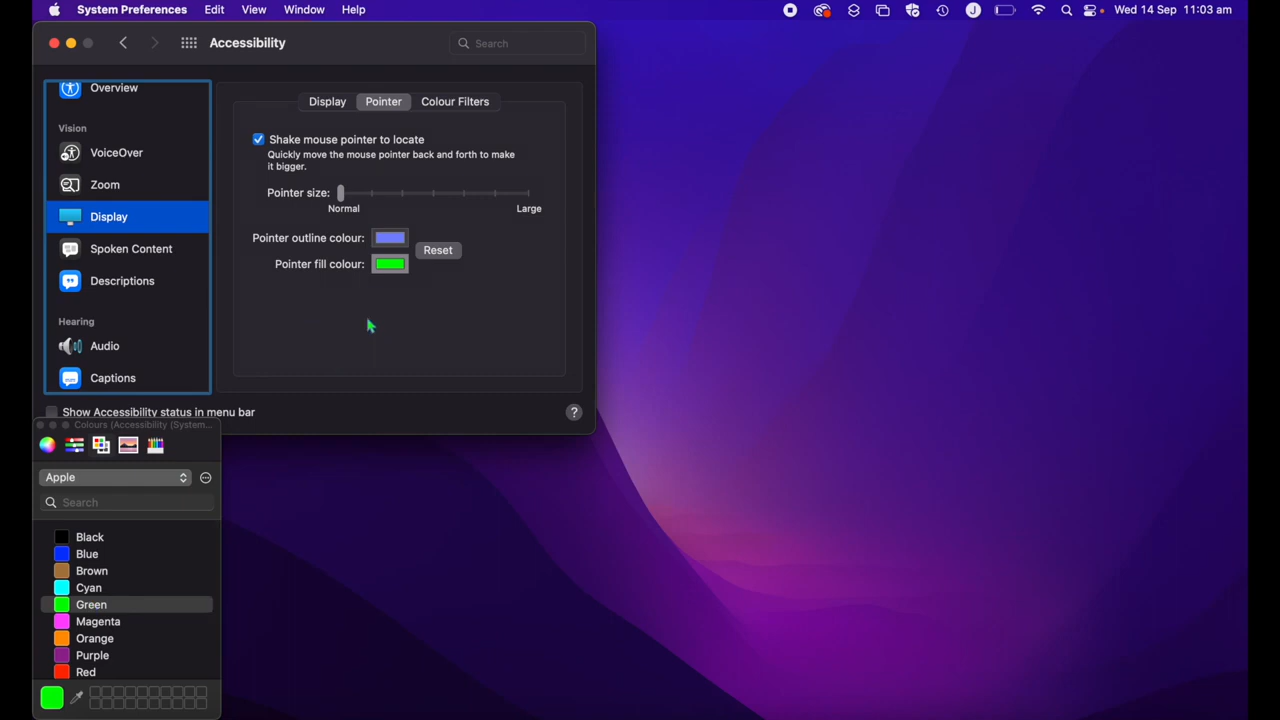 System Preferences Edit View Window Help
J
Wed 14 Sep 11:03 am
Accessibility
Search
Overview
Vision
VoiceOver
Zoom
Display
Spoken Content
Descriptions
Hearing
Audio
Captions
Display Pointer Colour Filters
Shake mouse pointer to locate
Quickly move the mouse pointer back and forth to make
it bigger.
Pointer size:
Normal Large
Pointer outline colour:
Reset
Pointer fill colour:
Show Accessibility status in menu bar
?
Colours (Accessibility (System...
Apple
Search
Black
Blue
Brown
Cyan
Green
Magenta
Orange
Purple
Red